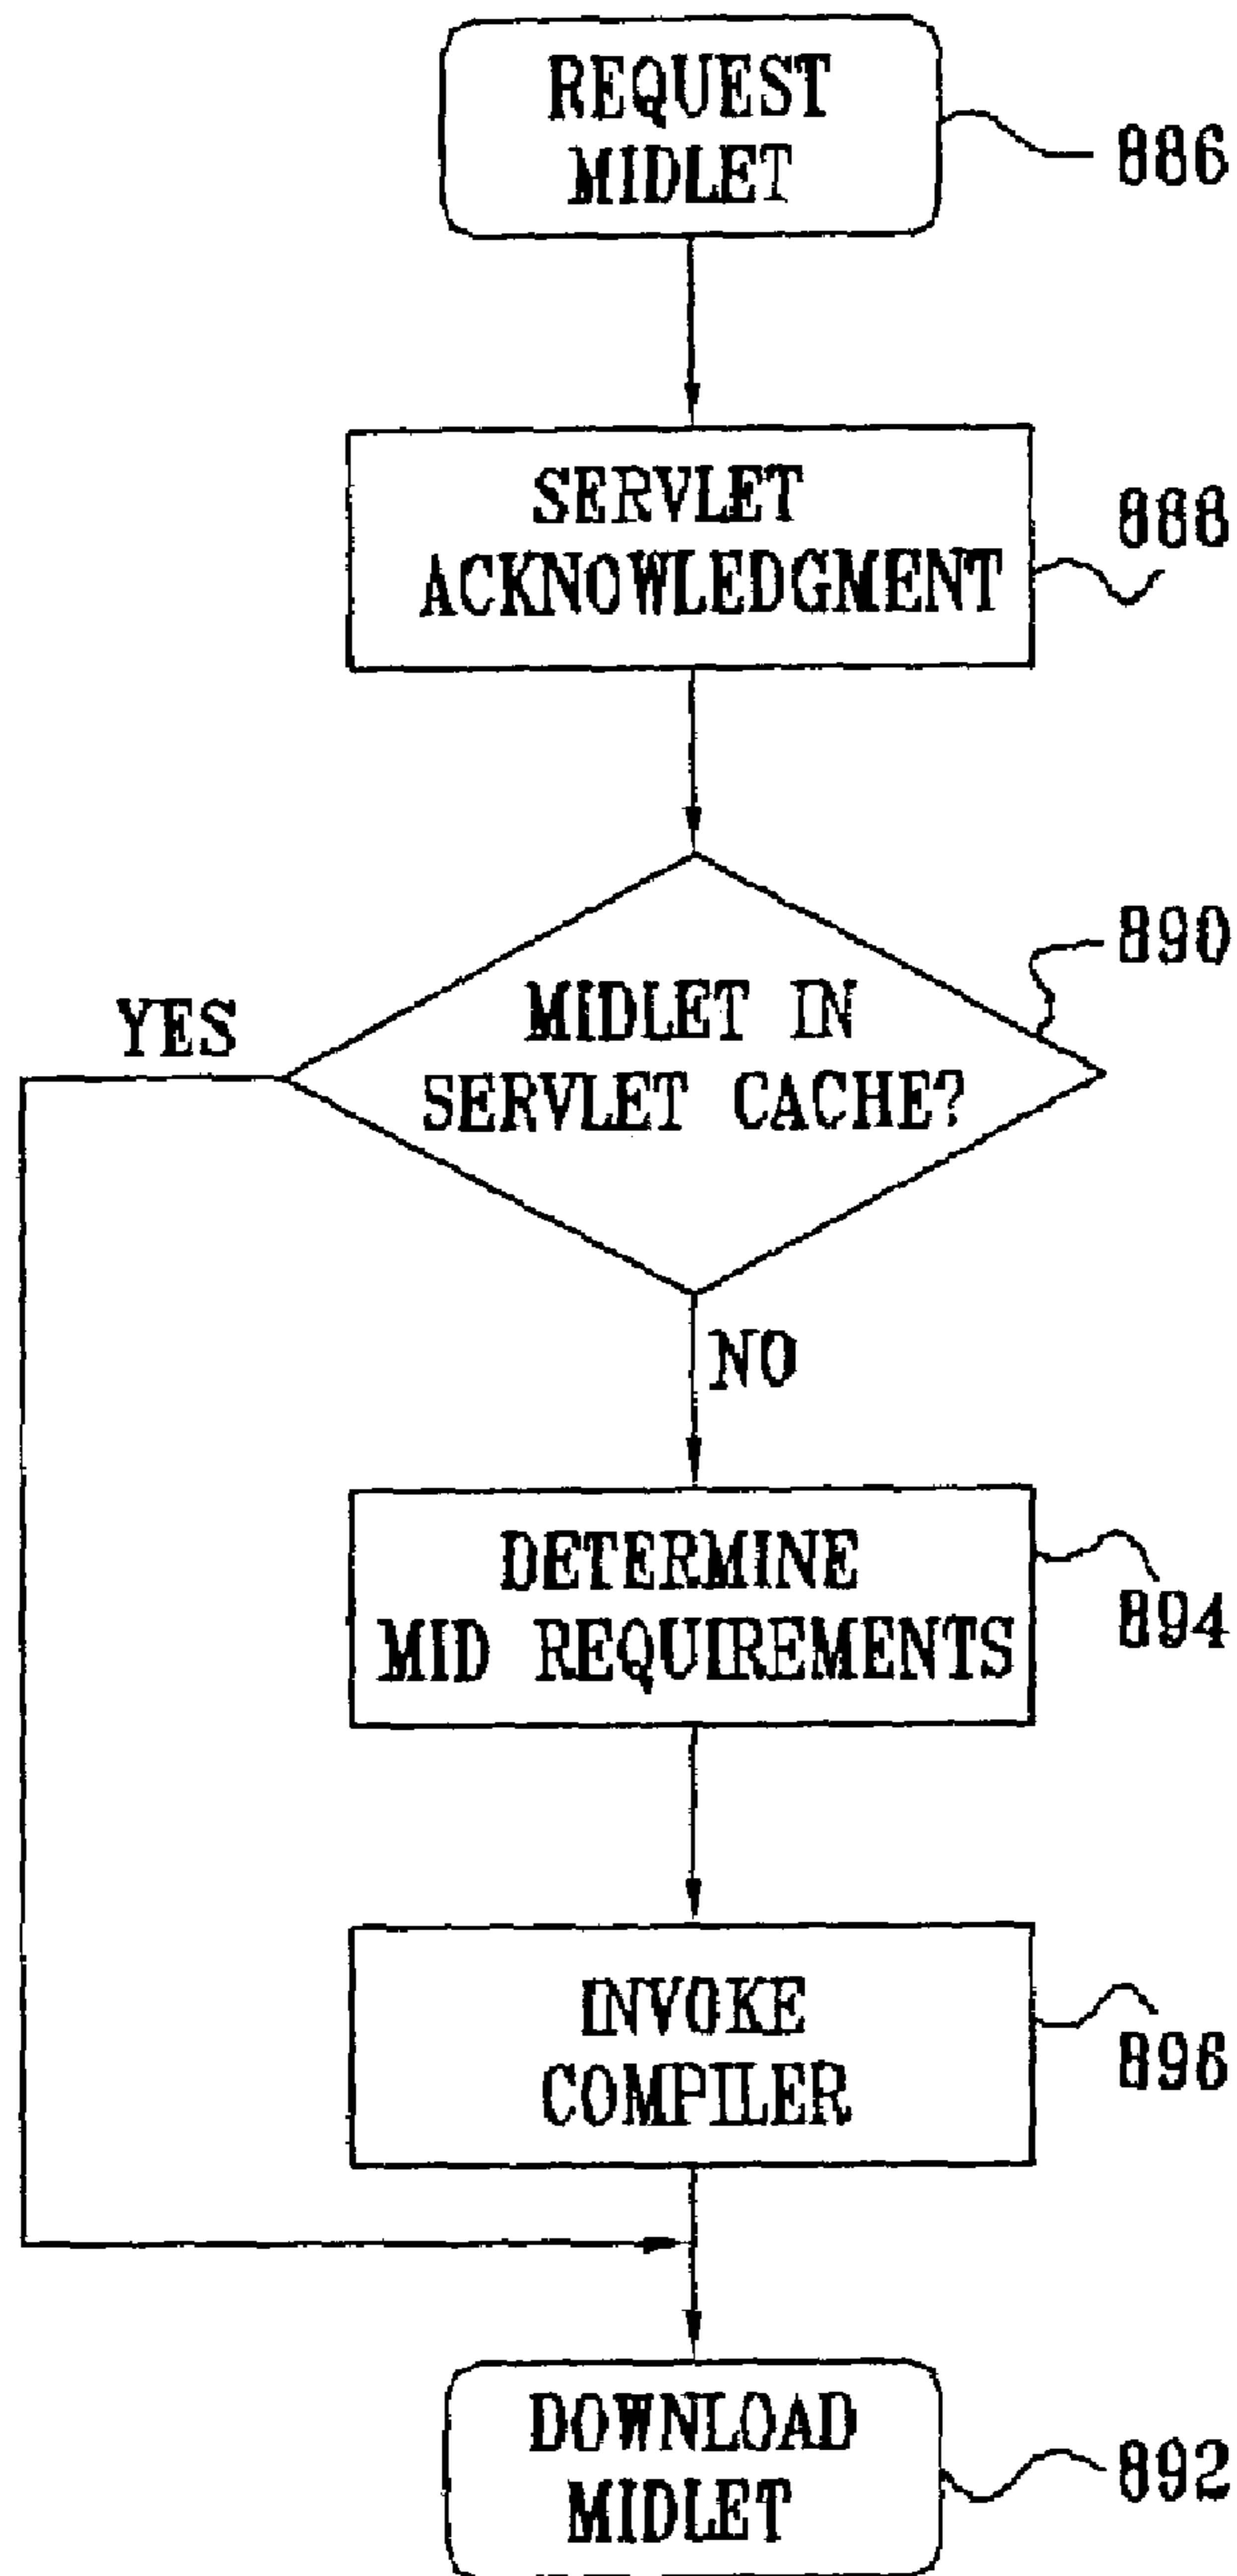 REQUEST
MIDLET
886
SERVLET
ACKNOWLEDGMENT
888
890
YES
MIDLET IN
SERVLET CACHE?
NO
DETERMINE
MID REQUIREMENTS
894
INVOKE
COMPILER
896
DOWNLOAD
MIDLET
892